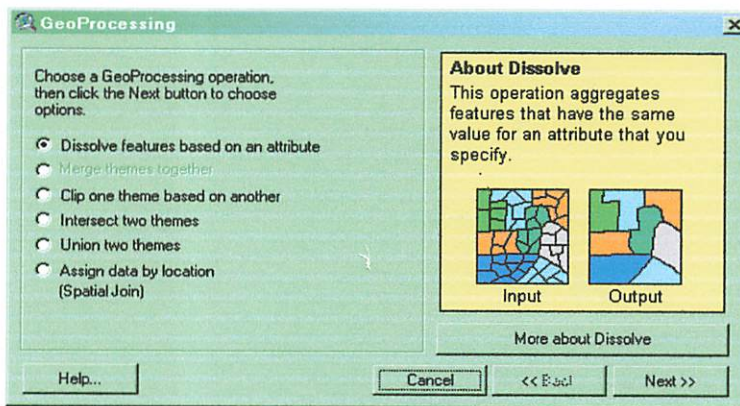 GeoProcessing
Choose a GeoProcessing operation,
then click the Next button to choose
options.
Dissolve features based on an attribute
Merge themes together
Clip one theme based on another
Intersect two themes
Union two themes
Assign data by location
(Spatial Join)
About Dissolve
This operation aggregates
features that have the same
value for an attribute that you
specify.
Input Output
More about Dissolve
Help... Cancel << Back Next >>